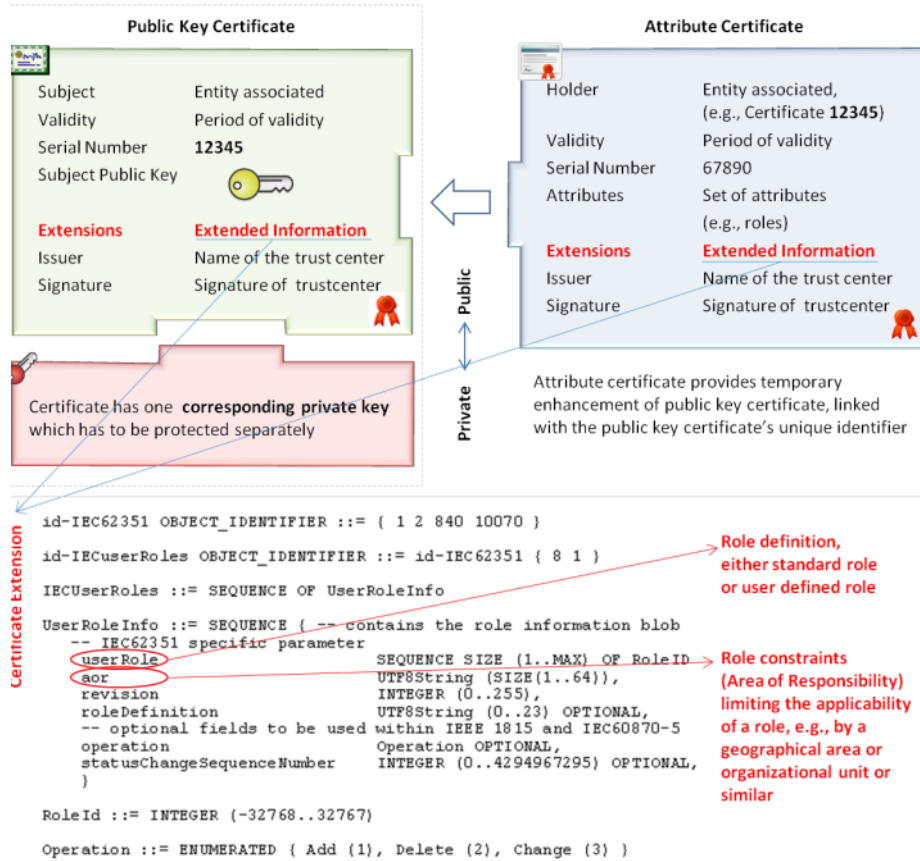 Public Key Certificate
Subject Entity associated
Validity Period of validity
Serial Number 12345
Subject Public Key
Extensions Extended Information
Issuer Name of the trust center
Signature Signature of trustcenter
Certificate has one corresponding private key
which has to be protected separately
Public
Private
Attribute Certificate
Holder Entity associated,
(e.g., Certificate 12345)
Validity Period of validity
Serial Number 67890
Attributes Set of attributes
(e.g., roles)
Extensions Extended Information
Issuer Name of the trust center
Signature Signature of trustcenter
Attribute certificate provides temporary
enhancement of public key certificate, linked
with the public key certificate's unique identifier
Certificate Extension
id-IEC62351 OBJECT_IDENTIFIER ::= { 1 2 840 10070 }
id-IECuserRoles OBJECT_IDENTIFIER ::= id-IEC62351 { 8 1 }
IECUserRoles ::= SEQUENCE OF UserRoleInfo
UserRoleInfo ::= SEQUENCE { -- contains the role information blob
-- IEC62351 specific parameter
userRole SEQUENCE SIZE (1..MAX) OF RoleID
aor UTF8String (SIZE(1..64)),
revision INTEGER (0..255),
roleDefinition UTF8String (0..23) OPTIONAL,
-- optional fields to be used within IEEE 1815 and IEC60870-5
operation Operation OPTIONAL,
statusChangeSequenceNumber INTEGER (0..4294967295) OPTIONAL,
}
RoleId ::= INTEGER (-32768..32767)
Operation ::= ENUMERATED { Add (1), Delete (2), Change (3) }
Role definition,
either standard role
or user defined role
Role constraints
(Area of Responsibility)
limiting the applicability
of a role, e.g., by a
geographical area or
organizational unit or
similar